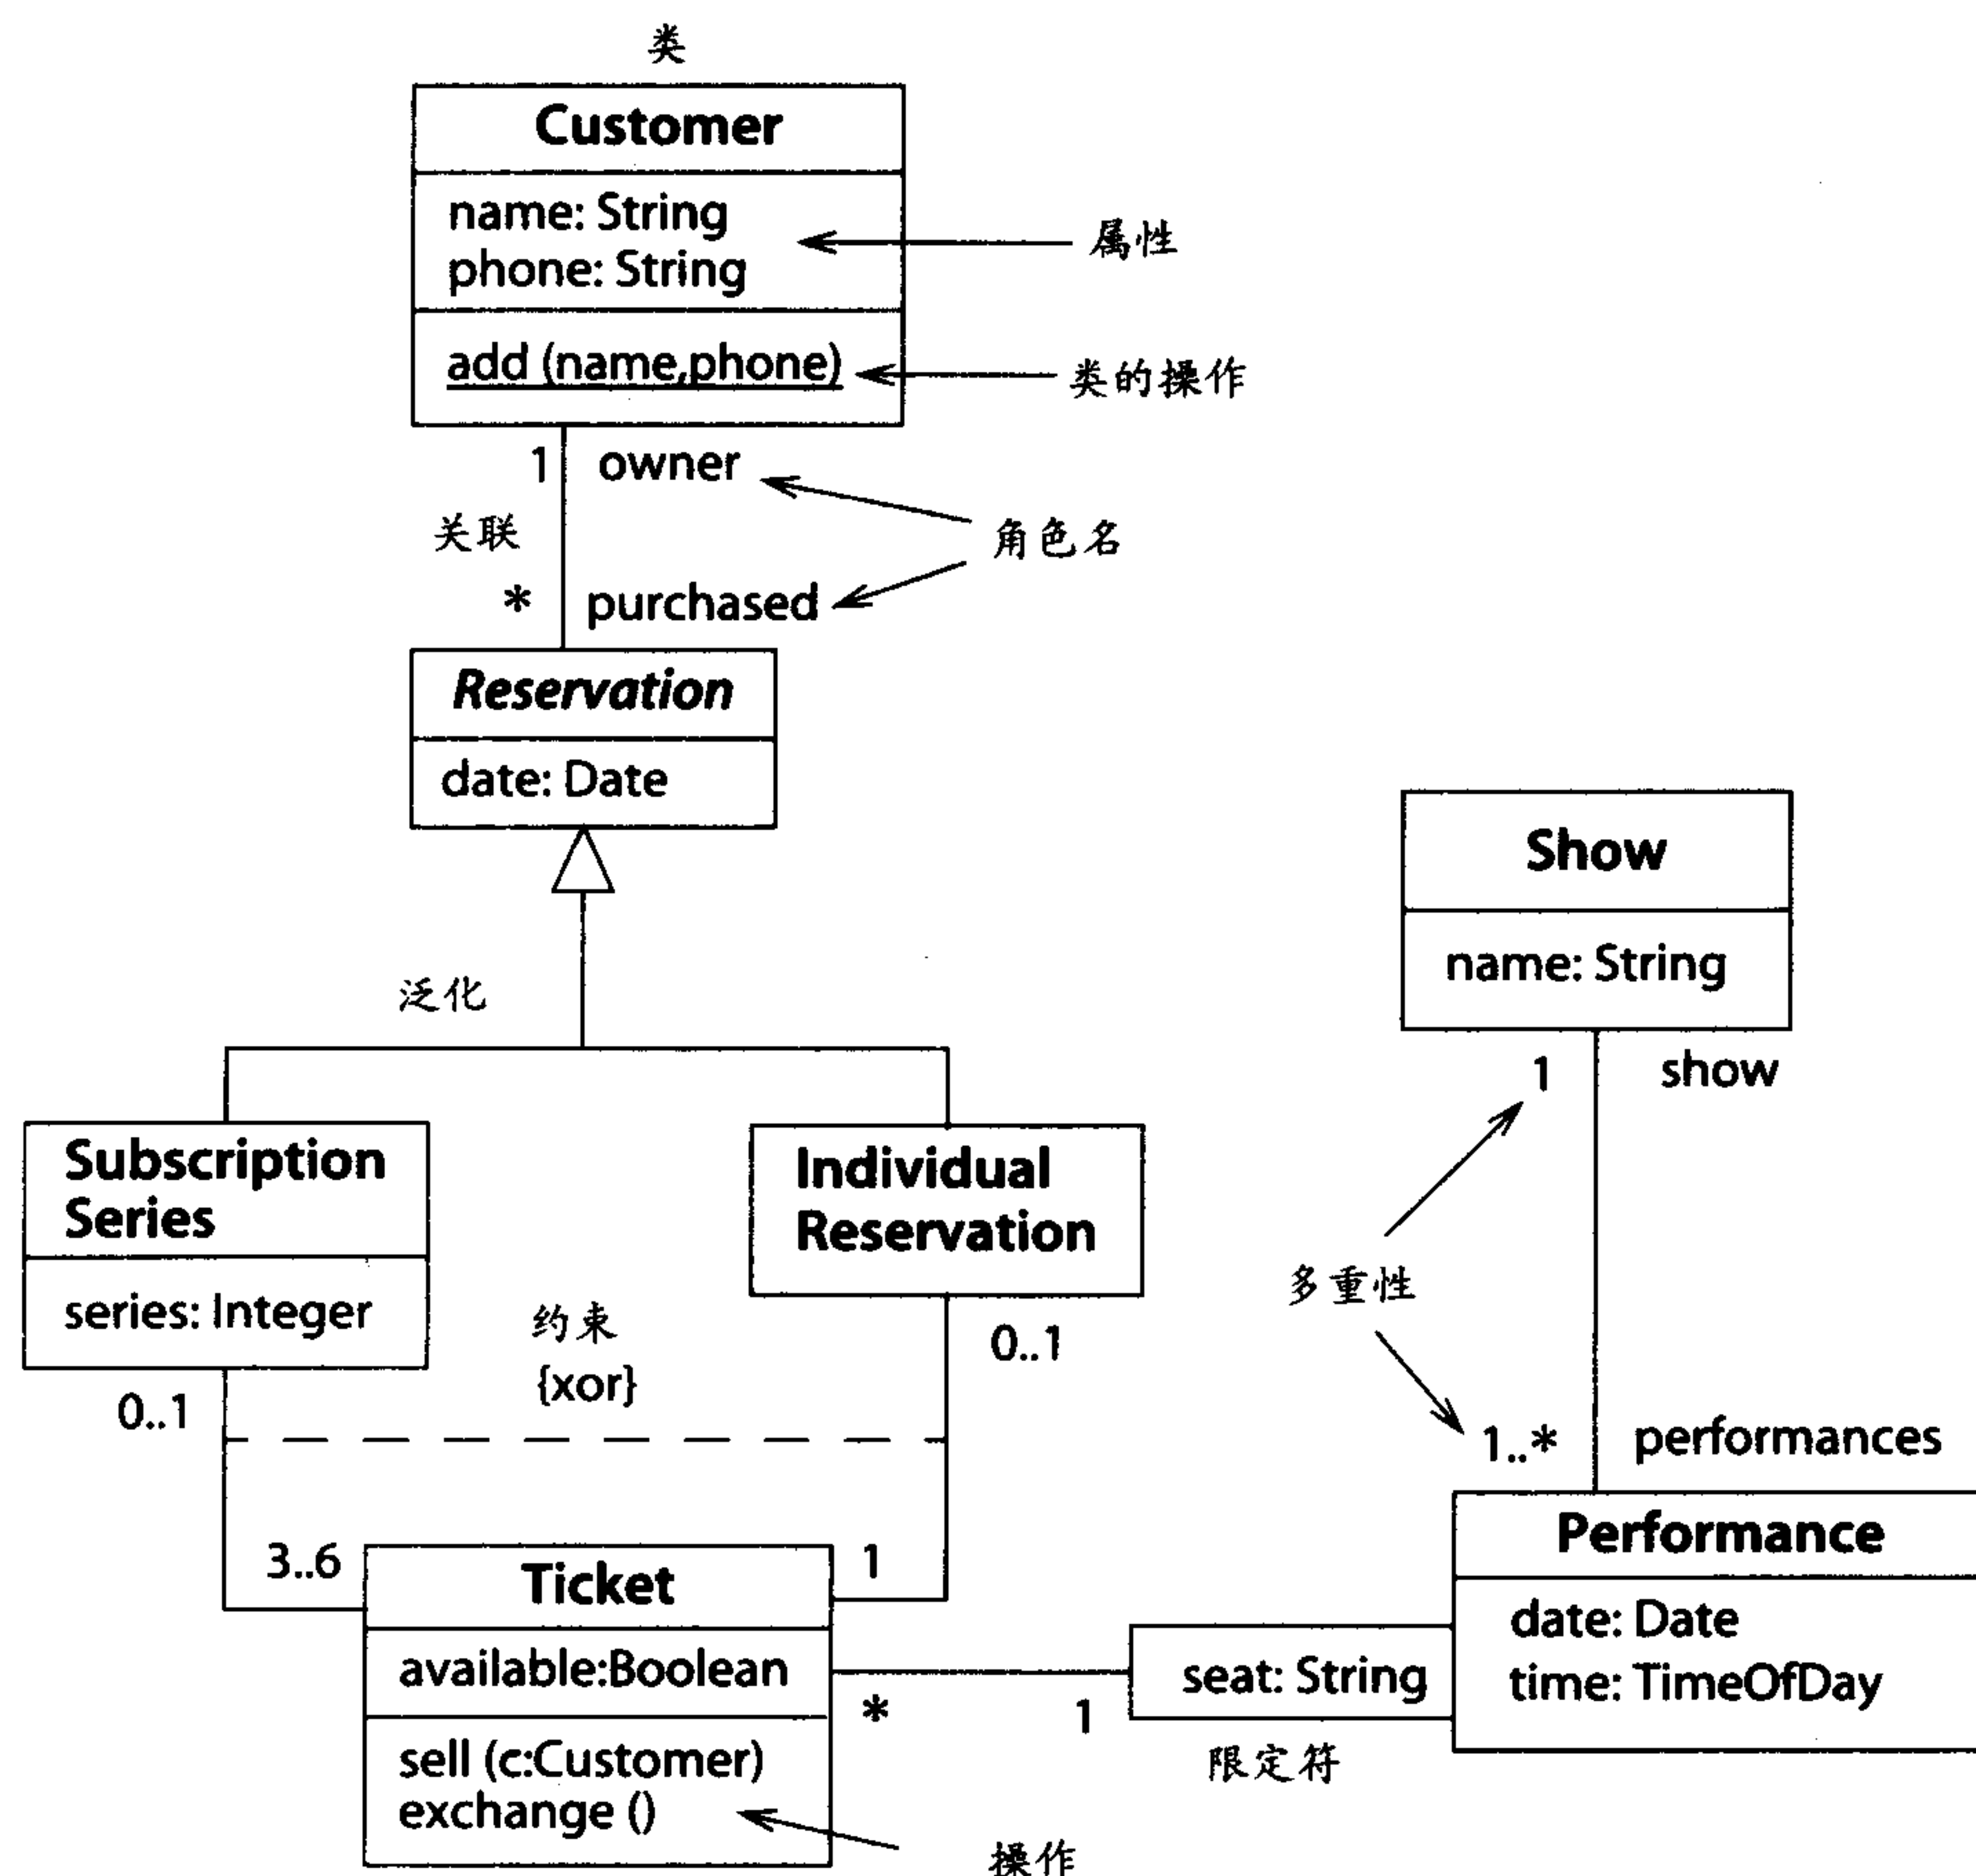 类
Customer
name: String
phone: String
属性
add (name,phone)
类的操作
1 owner
关联
角色名
* purchased
Reservation
date: Date
Show
name: String
泛化
1 show
Subscription
Series
series: Integer
Individual
Reservation
多重性
约束
{xor}
0..1
0..1
1..* performances
3..6
Ticket
1
available:Boolean
sell (c:Customer)
exchange ()
操作
*
1
seat: String
限定符
Performance
date: Date
time: TimeOfDay